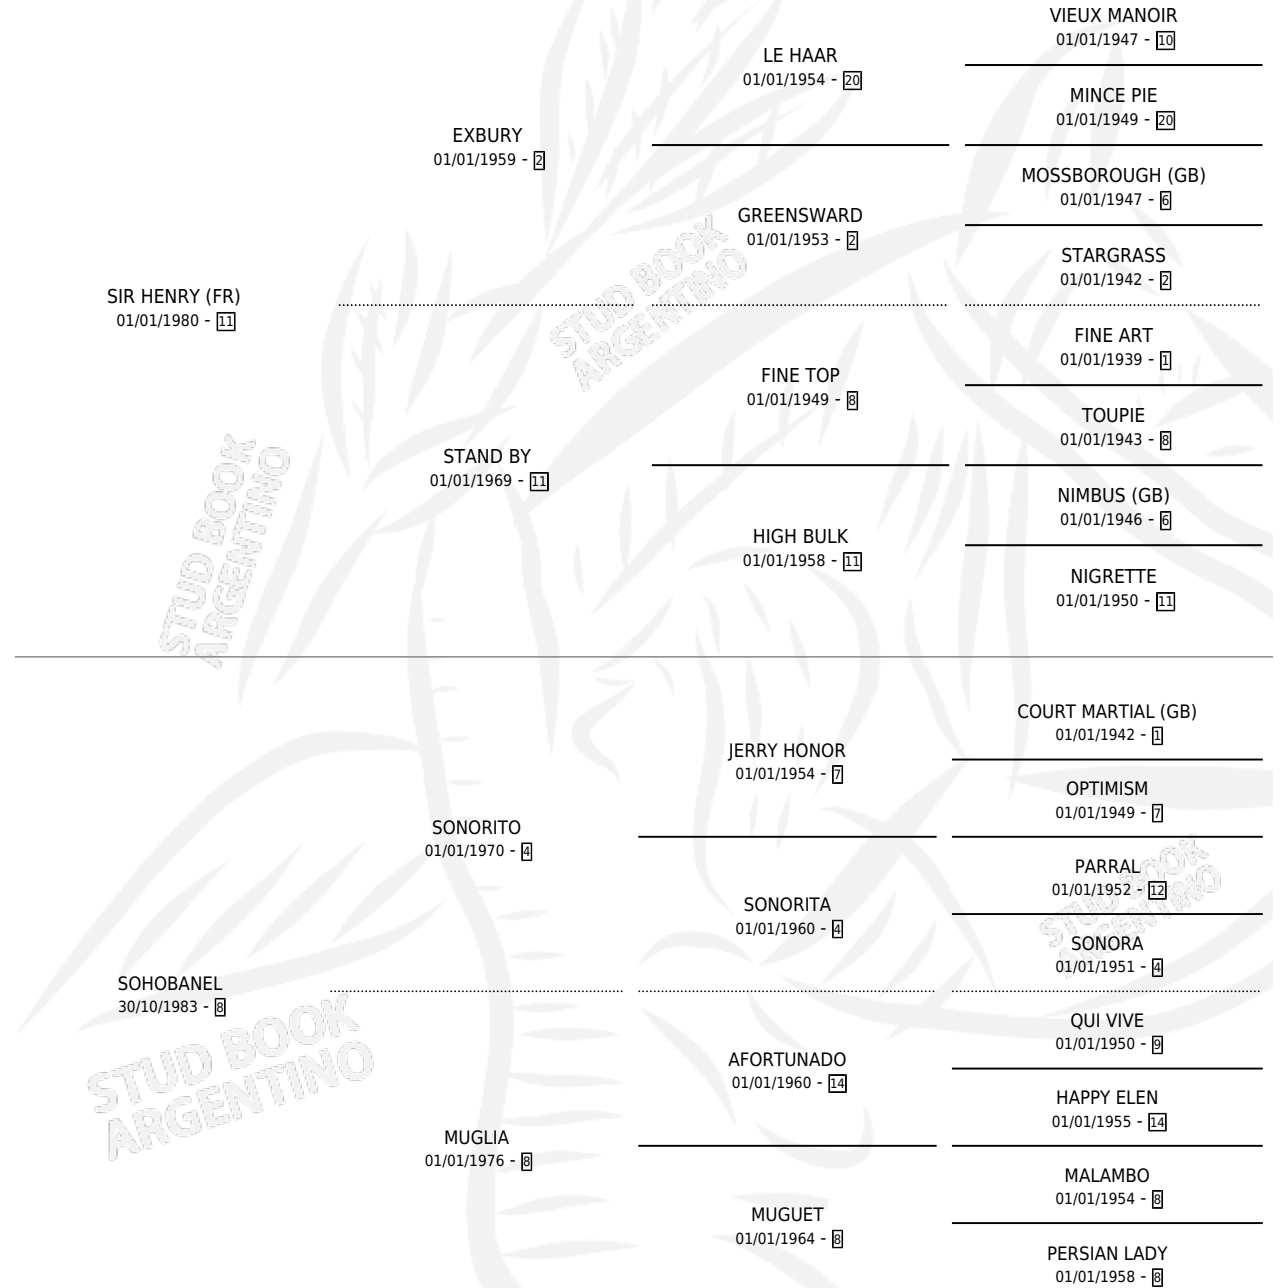 VIEUX MANOIR
01/01/1947 - 10
LE HAAR
01/01/1954 - 20
MINCE PIE
01/01/1949 - 20
EXBURY
01/01/1959 - 2
MOSSBOROUGH (GB)
01/01/1947 - 6
GREENSWARD
01/01/1953 - 2
STARGRASS
01/01/1942 - 2
SIR HENRY (FR)
01/01/1980 - 11
FINE ART
01/01/1939 - 1
FINE TOP
01/01/1949 - 8
TOUPIE
01/01/1943 - 8
STAND BY
01/01/1969 - 11
NIMBUS (GB)
01/01/1946 - 6
HIGH BULK
01/01/1958 - 11
NIGRETTE
01/01/1950 - 11
COURT MARTIAL (GB)
01/01/1942 - 1
JERRY HONOR
01/01/1954 - 7
OPTIMISM
01/01/1949 - 7
SONORITO
01/01/1970 - 4
PARRAL
01/01/1952 - 12
SONORITA
01/01/1960 - 4
SONORA
01/01/1951 - 4
SOHOBANEL
30/10/1983 - 8
QUI VIVE
01/01/1950 - 9
AFORTUNADO
01/01/1960 - 14
HAPPY ELEN
01/01/1955 - 14
MUGLIA
01/01/1976 - 8
MALAMBO
01/01/1954 - 8
MUGUET
01/01/1964 - 8
PERSIAN LADY
01/01/1958 - 8
STUD BOOK
ARGENTINO
STUD BOOK
ARGENTINO
STUD BOOK
ARGENTINO
STUD BOOK
ARGENTINO